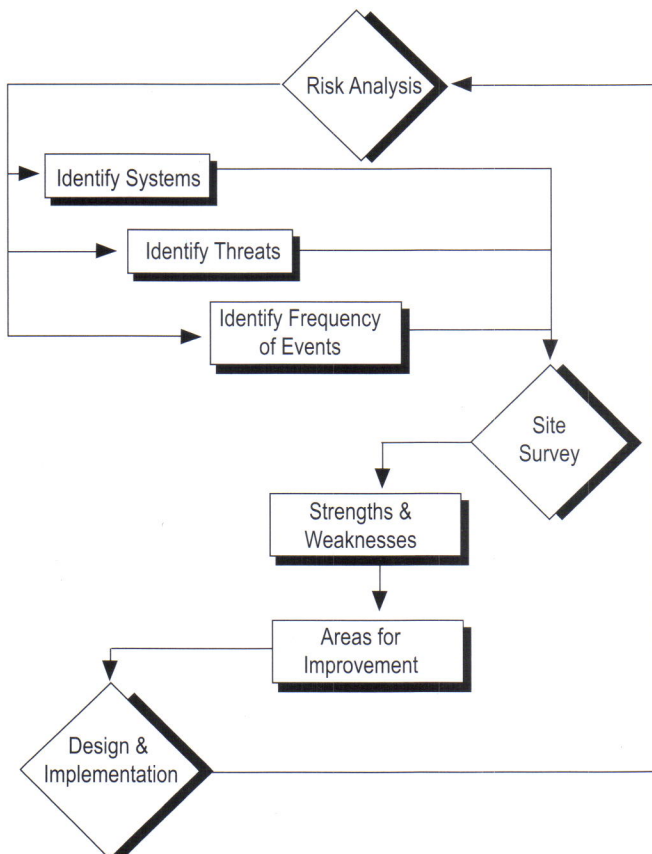 Risk Analysis
Identify Systems
Identify Threats
Identify Frequency
of Events
Site
Survey
Strengths &
Weaknesses
Areas for
Improvement
Design &
Implementation